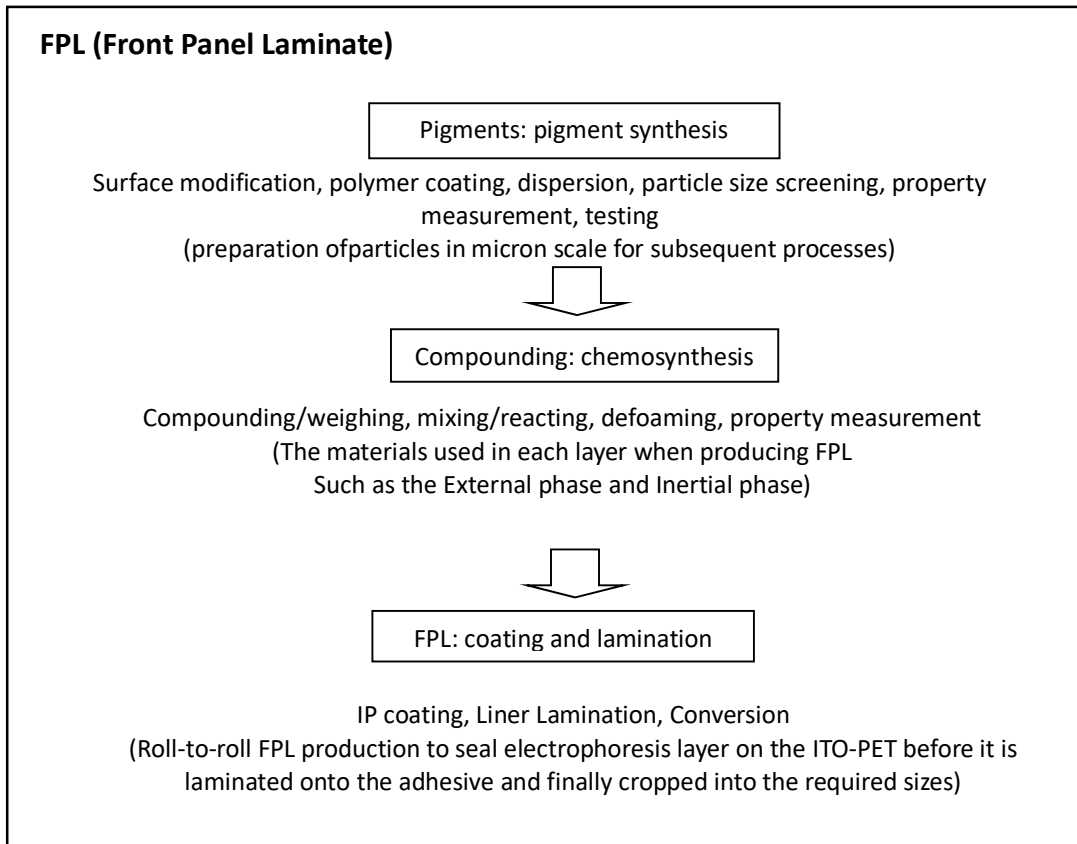 FPL (Front Panel Laminate)
Pigments: pigment synthesis
Surface modification, polymer coating, dispersion, particle size screening, property
measurement, testing
(preparation ofparticles in micron scale for subsequent processes)
Compounding: chemosynthesis
Compounding/weighing, mixing/reacting, defoaming, property measurement
(The materials used in each layer when producing FPL
Such as the External phase and Inertial phase)
FPL: coating and lamination
IP coating, Liner Lamination, Conversion
(Roll-to-roll FPL production to seal electrophoresis layer on the ITO-PET before it is
laminated onto the adhesive and finally cropped into the required sizes)